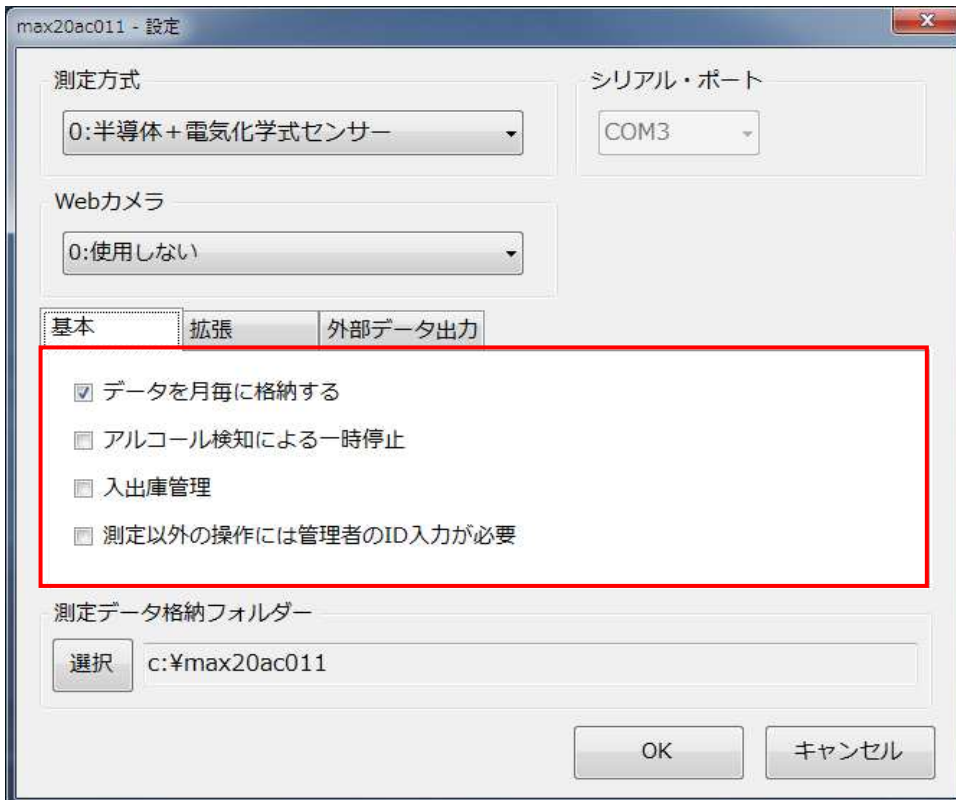 max20ac011 - 設定
測定方式
シリアル・ポート
0:半導体＋電気化学式センサー
COM3
Webカメラ
0:使用しない
基本
拡張
外部データ出力
データを月毎に格納する
アルコール検知による一時停止
入出庫管理
測定以外の操作には管理者のID入力が必要
測定データ格納フォルダー
選択
c:¥max20ac011
OK
キャンセル